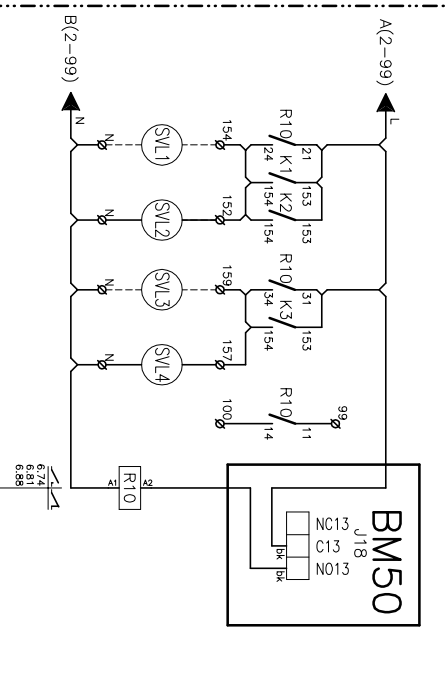 B(2-99)
A(2-99)
N
L
N
SVL1
154
R10
24
21
K1
154
153
N
SVL2
152
K2
154
153
N
SVL3
159
R10
34
31
K3
154
153
N
SVL4
157
100
R10
14
11
99
6.74
6.81
6.88
A1
R10
A2
BM50
J18
NC13
C13
NO13
bk
bk